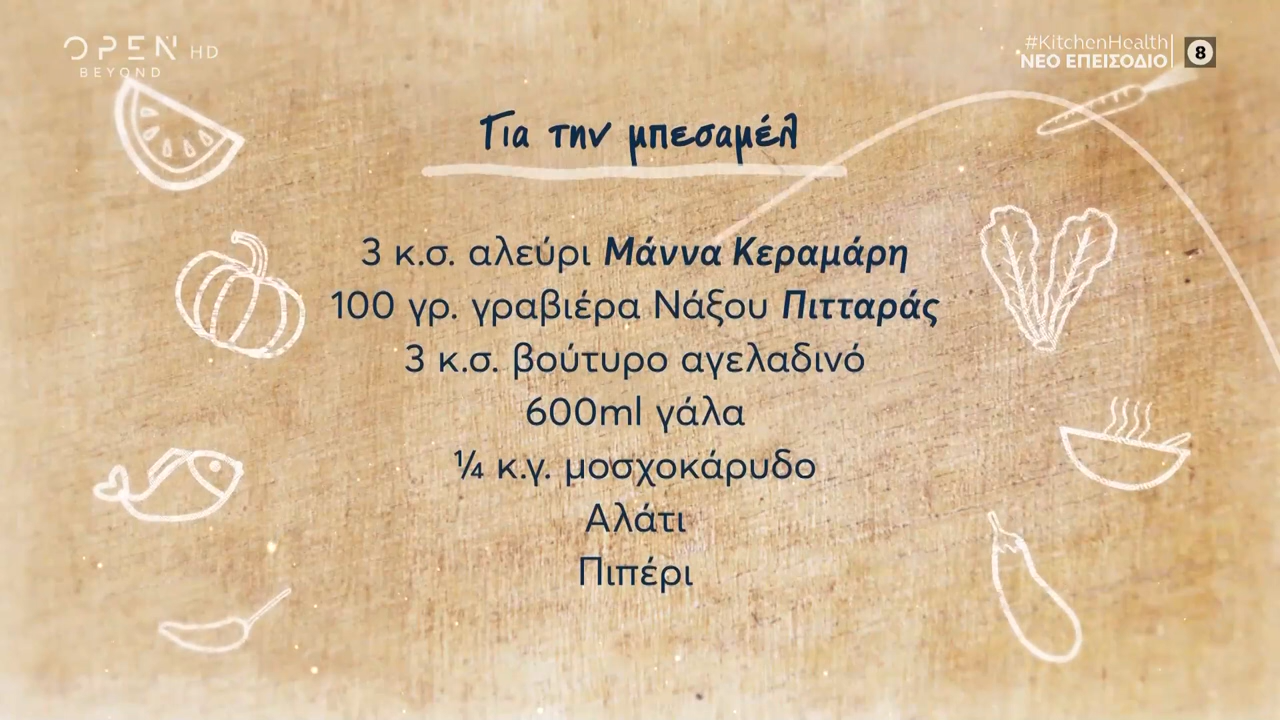 OPEN HD
BEYOND
#KitchenHealth
ΝΕΟ ΕΠΕΙΣΟΔΙΟ
8
Για την μπεσαμέλ
3 κ.σ. αλεύρι Μάννα Κεραμάρη
100 γρ. γραβιέρα Νάξου Πιτταράς
3 κ.σ. βούτυρο αγελαδινό
600ml γάλα
¼ κ.γ. μοσχοκάρυδο
Αλάτι
Πιπέρι